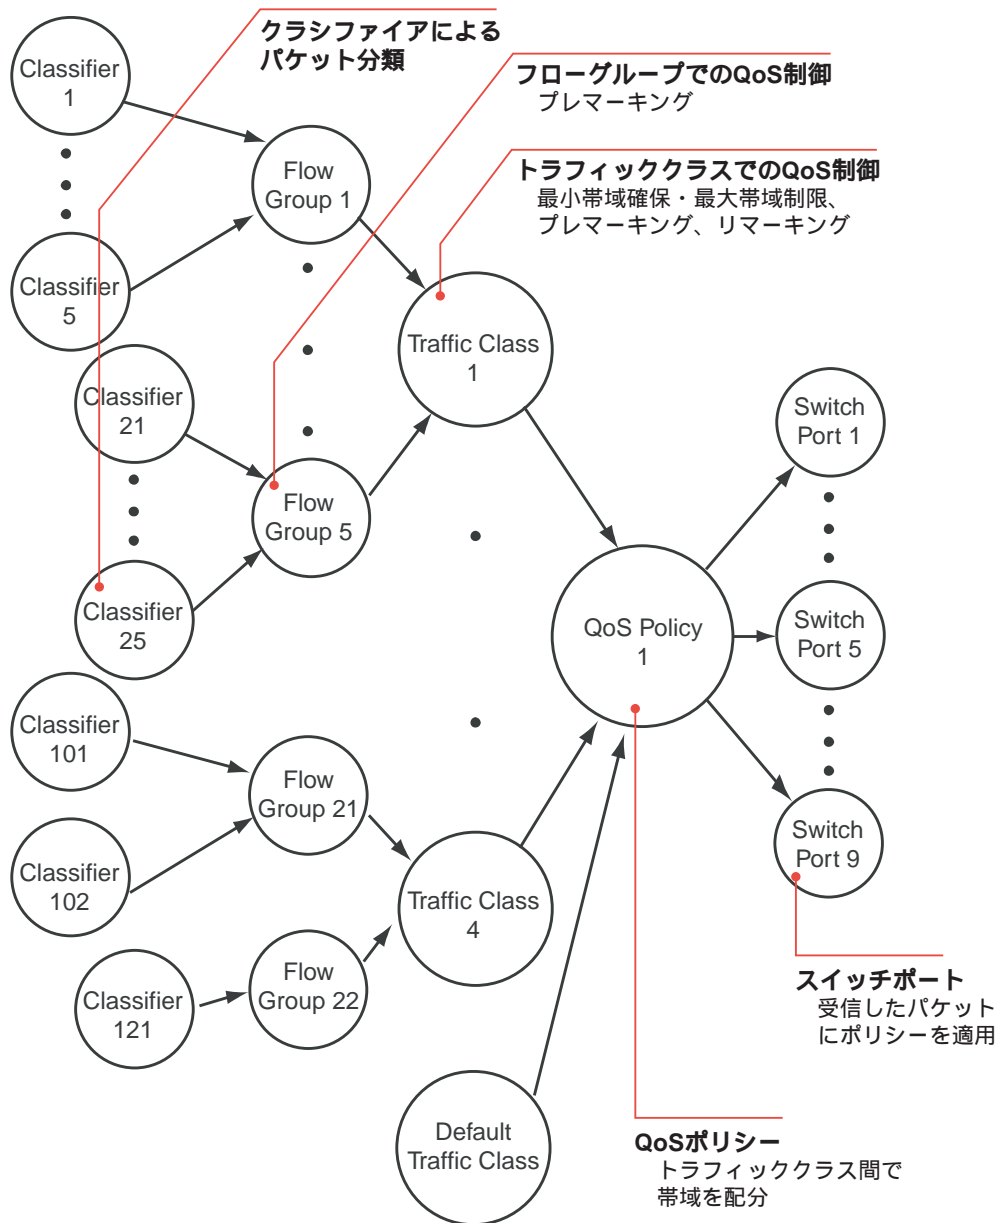 クラシファイアによる
パケット分類
フローグループでのQoS制御
プレマーキング
トラフィッククラスでのQoS制御
最小帯域確保・最大帯域制限、
プレマーキング、リマーキング
Classifier
1
Flow
Group 1
Classifier
5
Traffic Class
1
Classifier
21
Switch
Port 1
Flow
Group 5
Classifier
25
QoS Policy
1
Switch
Port 5
Classifier
101
Flow
Group 21
Switch
Port 9
Classifier
102
Traffic Class
4
Flow
Group 22
Classifier
121
スイッチポート
受信したパケット
にポリシーを適用
Default
Traffic Class
QoSポリシー
トラフィッククラス間で
帯域を配分